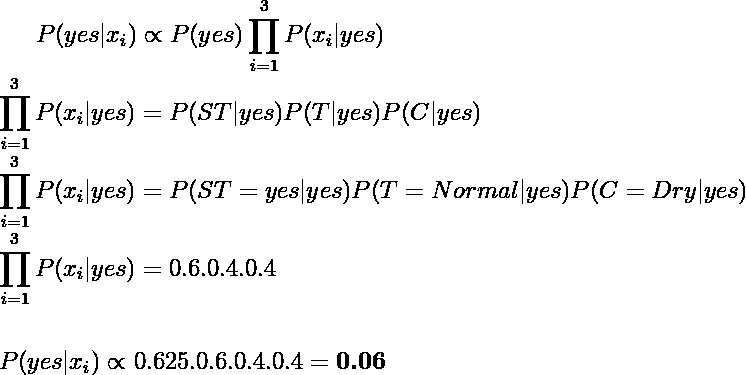 P(yes|x_i) ∝ P(yes) ∏_{i=1}^{3} P(x_i|yes)
∏_{i=1}^{3} P(x_i|yes) = P(ST|yes)P(T|yes)P(C|yes)
∏_{i=1}^{3} P(x_i|yes) = P(ST = yes|yes)P(T = Normal|yes)P(C = Dry|yes)
∏_{i=1}^{3} P(x_i|yes) = 0.6.0.4.0.4
P(yes|x_i) ∝ 0.625.0.6.0.4.0.4 = 0.06